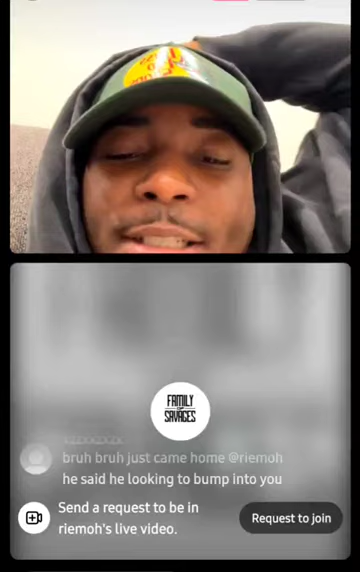 FAMILY
OF
SAVAGES
bruh bruh just came home @riemoh
he said he looking to bump into you
Send a request to be in
riemoh's live video.
Request to join